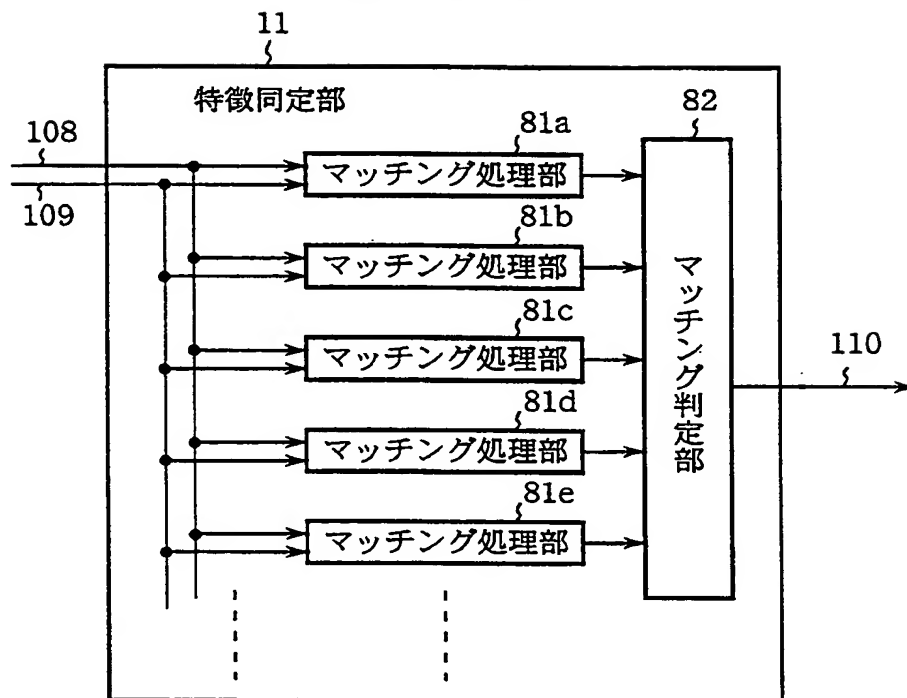 11
特徴同定部
108
109
81a
マッチング処理部
81b
マッチング処理部
81c
マッチング処理部
81d
マッチング処理部
81e
マッチング処理部
82
マッチング判定部
110